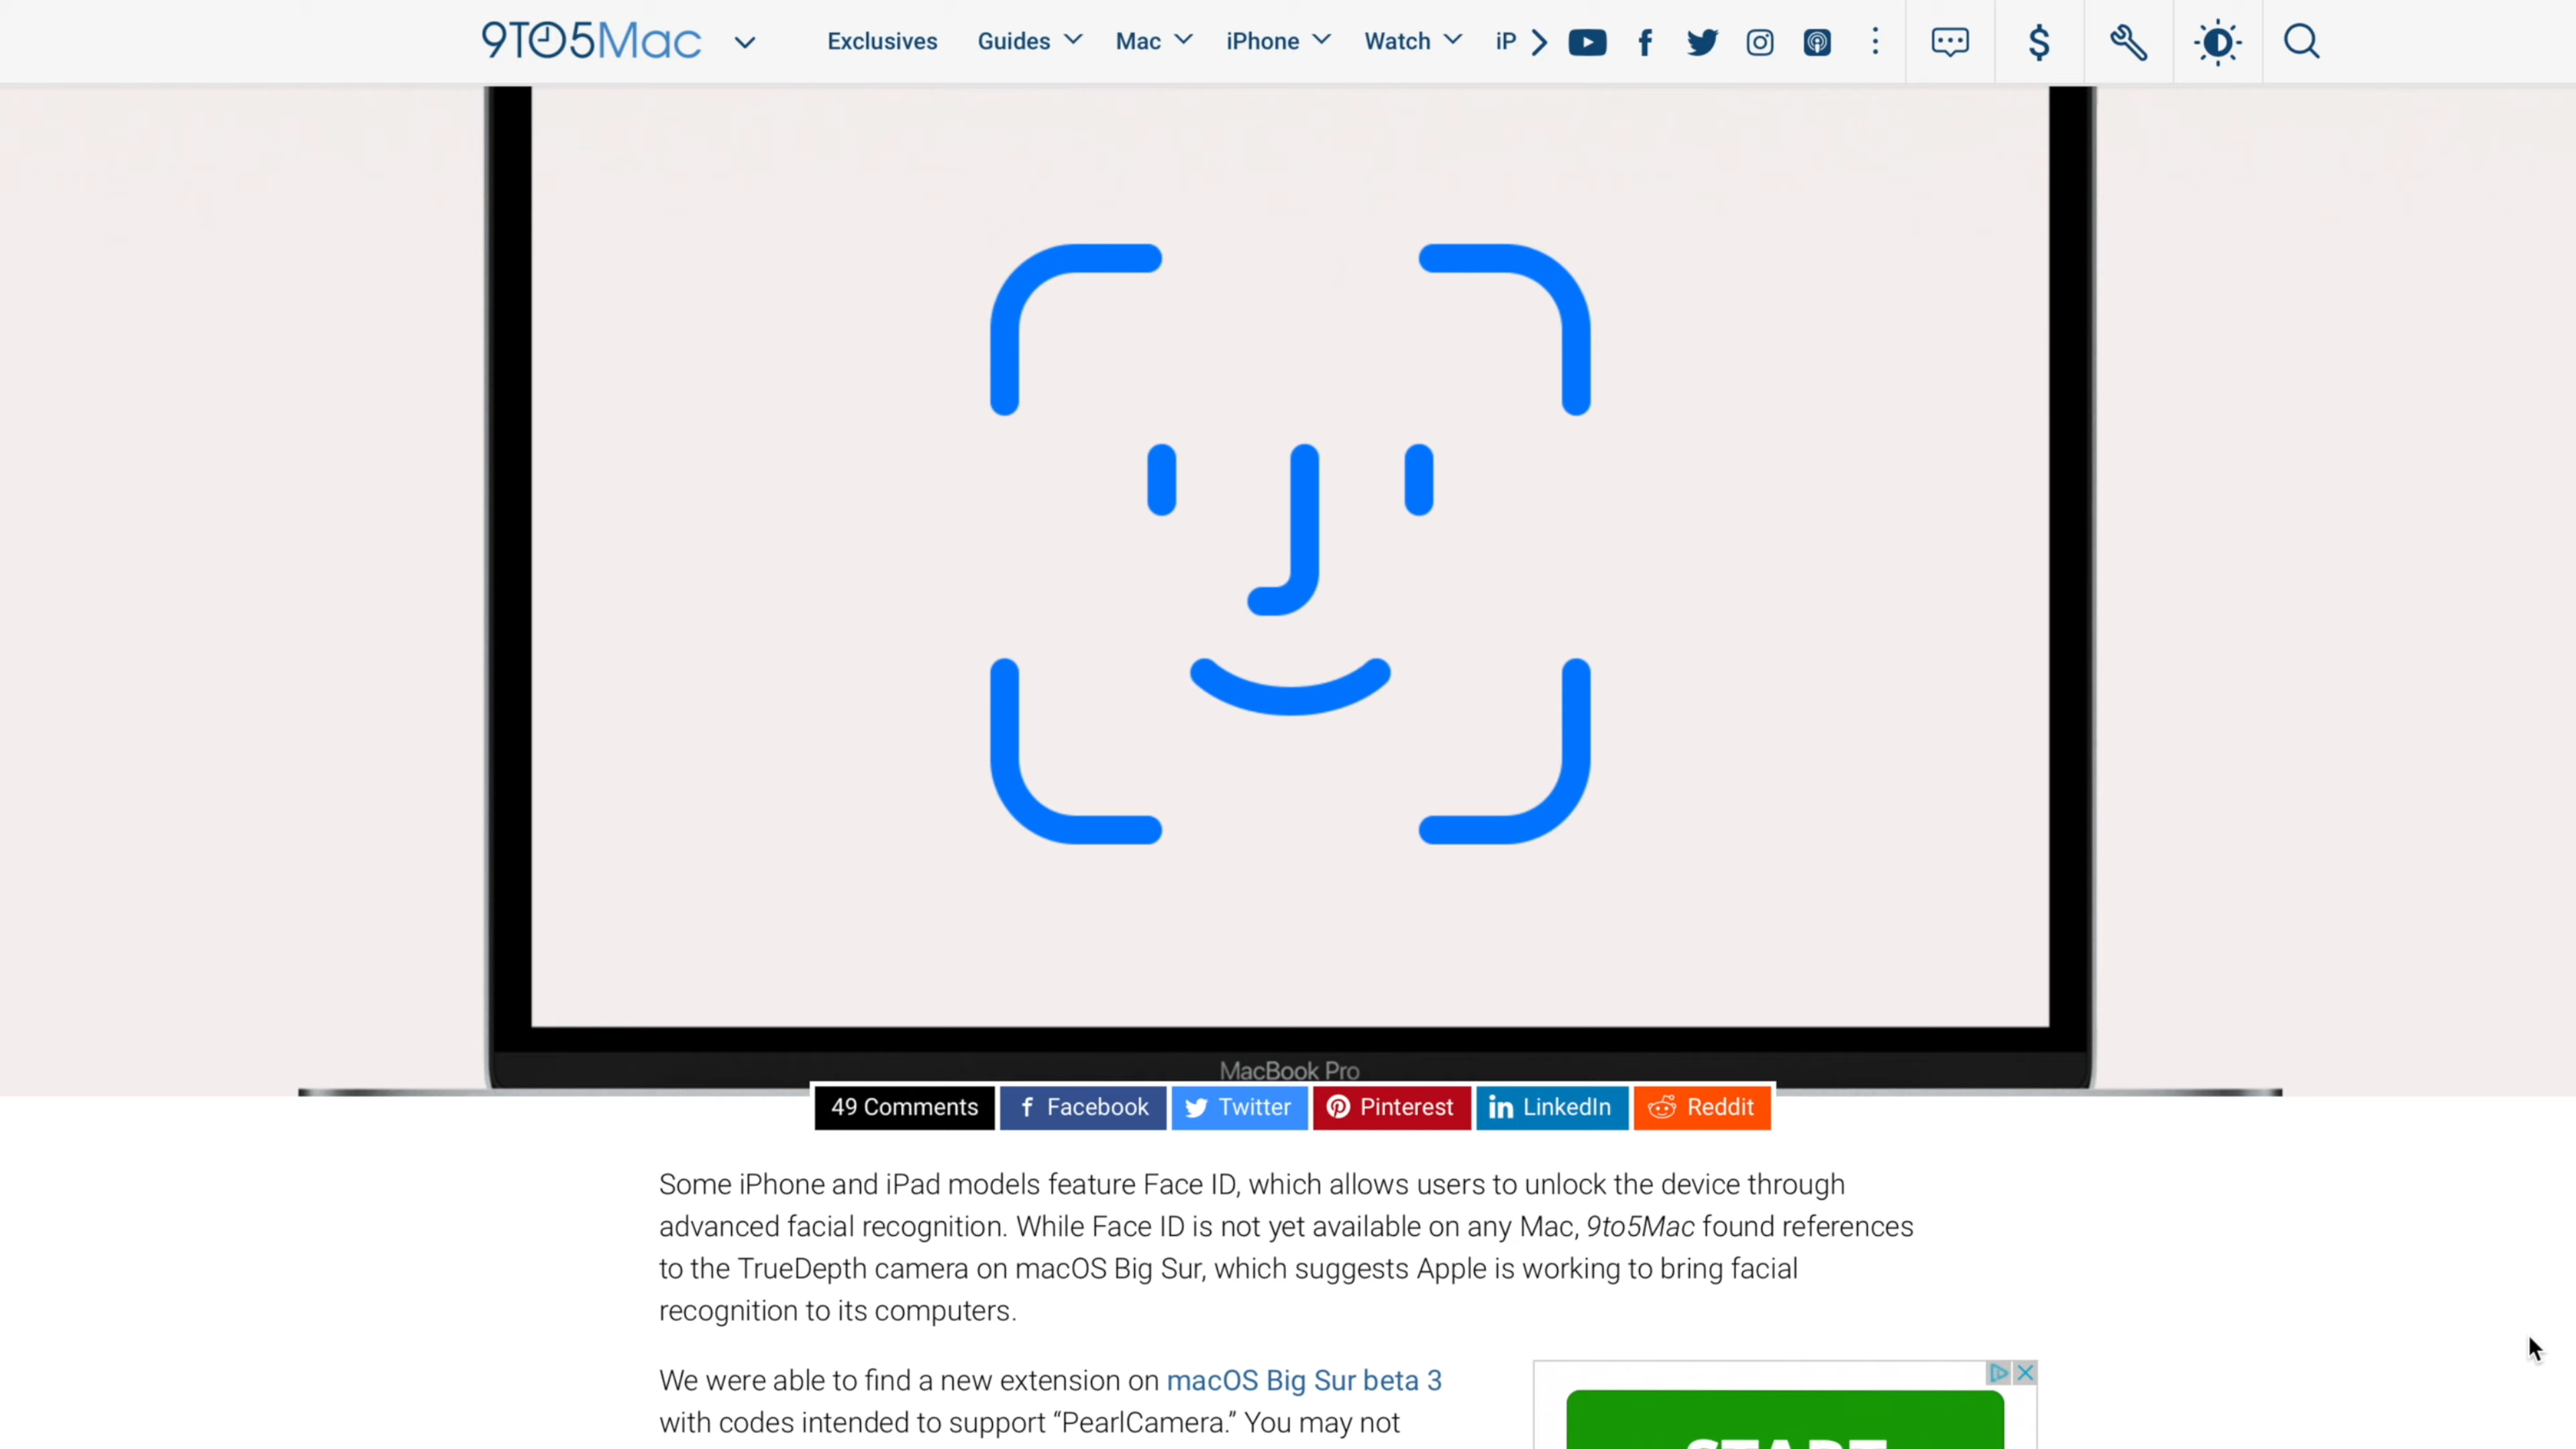 9TO5Mac
Exclusives
Guides
Mac
iPhone
Watch
iP
MacBook Pro
49 Comments
Facebook
Twitter
Pinterest
LinkedIn
Reddit
Some iPhone and iPad models feature Face ID, which allows users to unlock the device through
advanced facial recognition. While Face ID is not yet available on any Mac, 9to5Mac found references
to the TrueDepth camera on macOS Big Sur, which suggests Apple is working to bring facial
recognition to its computers.
We were able to find a new extension on macOS Big Sur beta 3
with codes intended to support “PearlCamera.” You may not
START